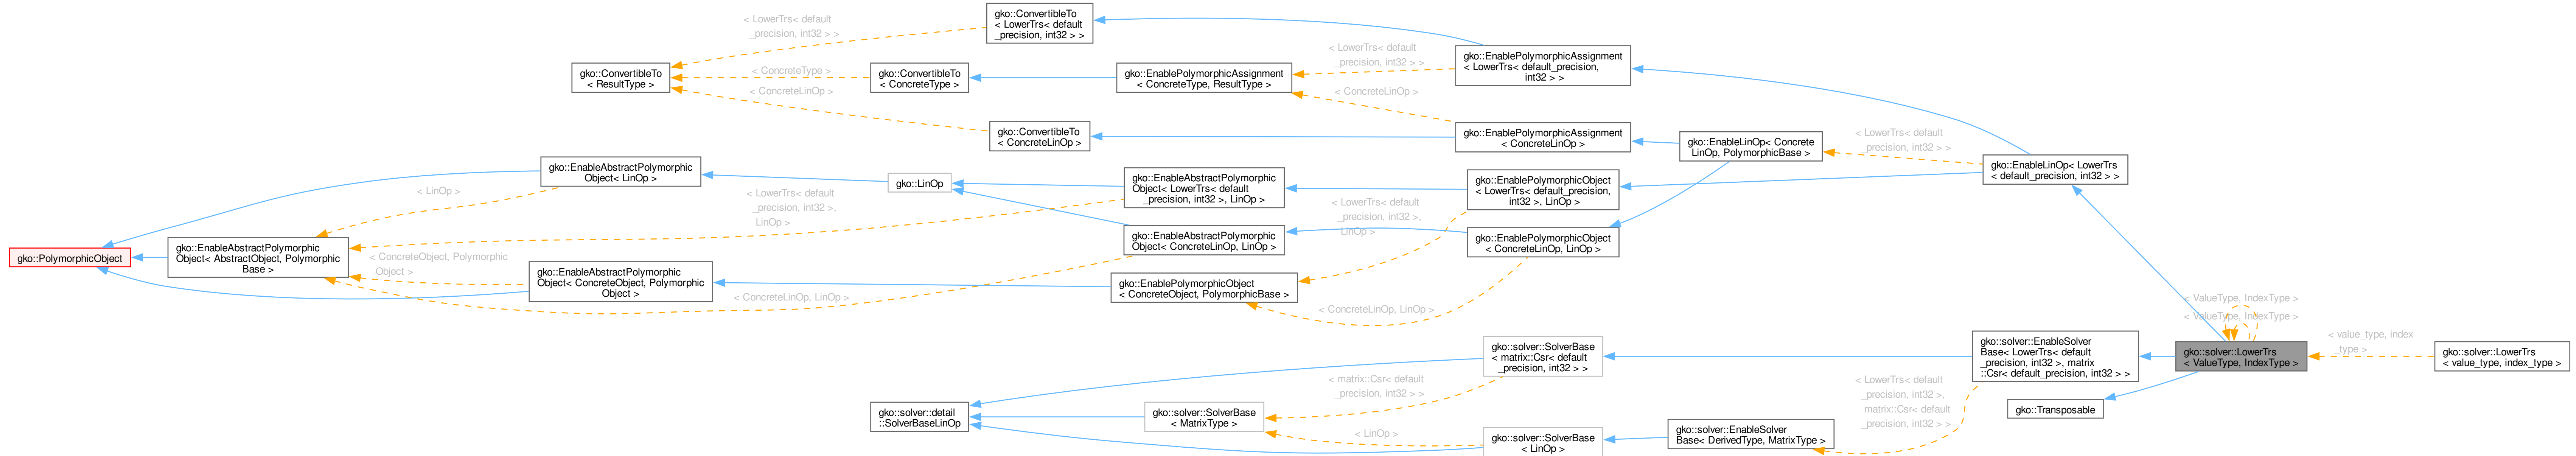 gko::PolymorphicObject
gko::EnableAbstractPolymorphic
Object< AbstractObject, Polymorphic
Base >
< LinOp >
< ConcreteObject, Polymorphic
Object >
gko::EnableAbstractPolymorphic
Object< LinOp >
gko::EnableAbstractPolymorphic
Object< ConcreteObject, Polymorphic
Object >
gko::ConvertibleTo
< ResultType >
< LowerTrs< default
_precision, int32 > >
< ConcreteType >
< ConcreteLinOp >
< LowerTrs< default
_precision, int32 >,
LinOp >
< ConcreteLinOp, LinOp >
gko::ConvertibleTo
< LowerTrs< default
_precision, int32 > >
gko::ConvertibleTo
< ConcreteType >
gko::ConvertibleTo
< ConcreteLinOp >
gko::LinOp
gko::solver::detail
::SolverBaseLinOp
gko::EnablePolymorphicAssignment
< ConcreteType, ResultType >
gko::EnableAbstractPolymorphic
Object< LowerTrs< default
_precision, int32 >, LinOp >
gko::EnableAbstractPolymorphic
Object< ConcreteLinOp, LinOp >
gko::EnablePolymorphicObject
< ConcreteObject, PolymorphicBase >
gko::solver::SolverBase
< MatrixType >
< LowerTrs< default
_precision, int32 > >
< ConcreteLinOp >
< LowerTrs< default
_precision, int32 >,
LinOp >
< ConcreteLinOp, LinOp >
< matrix::Csr< default
_precision, int32 > >
< LinOp >
gko::EnablePolymorphicAssignment
< LowerTrs< default_precision,
int32 > >
gko::EnablePolymorphicAssignment
< ConcreteLinOp >
gko::EnablePolymorphicObject
< LowerTrs< default_precision,
int32 >, LinOp >
gko::EnablePolymorphicObject
< ConcreteLinOp, LinOp >
gko::solver::SolverBase
< matrix::Csr< default
_precision, int32 > >
gko::solver::SolverBase
< LinOp >
gko::EnableLinOp< Concrete
LinOp, PolymorphicBase >
gko::solver::EnableSolver
Base< DerivedType, MatrixType >
< LowerTrs< default
_precision, int32 > >
< LowerTrs< default
_precision, int32 >,
matrix::Csr< default
_precision, int32 > >
gko::EnableLinOp< LowerTrs
< default_precision, int32 > >
gko::solver::EnableSolver
Base< LowerTrs< default
_precision, int32 >, matrix
::Csr< default_precision, int32 > >
gko::Transposable
< ValueType, IndexType >
< ValueType, IndexType >
gko::solver::LowerTrs
< ValueType, IndexType >
< value_type, index
_type >
gko::solver::LowerTrs
< value_type, index_type >